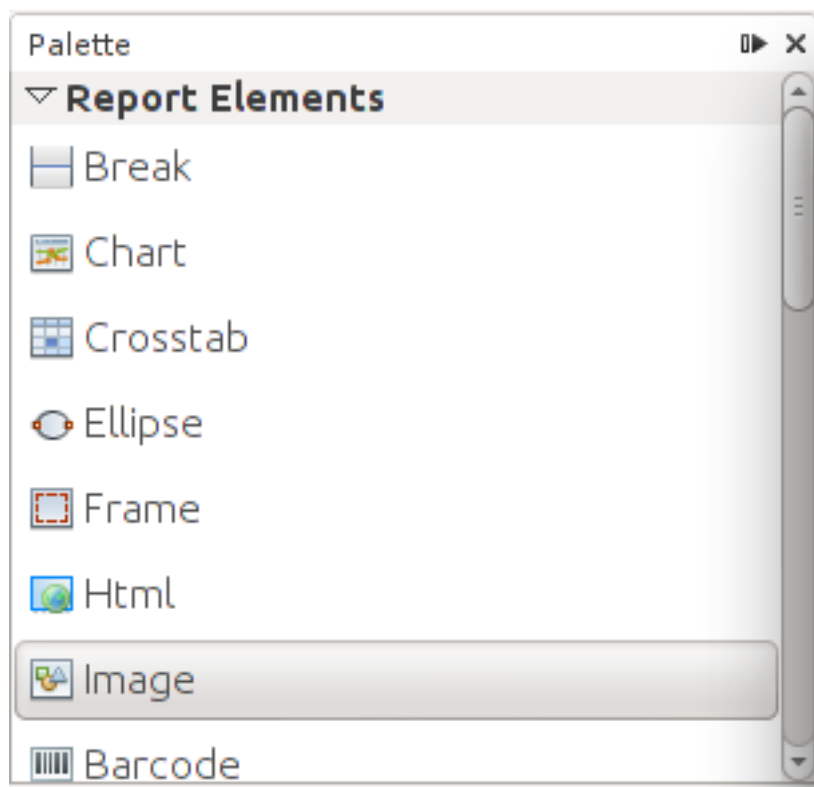 Palette
Report Elements
Break
Chart
Crosstab
Ellipse
Frame
Html
Image
Barcode